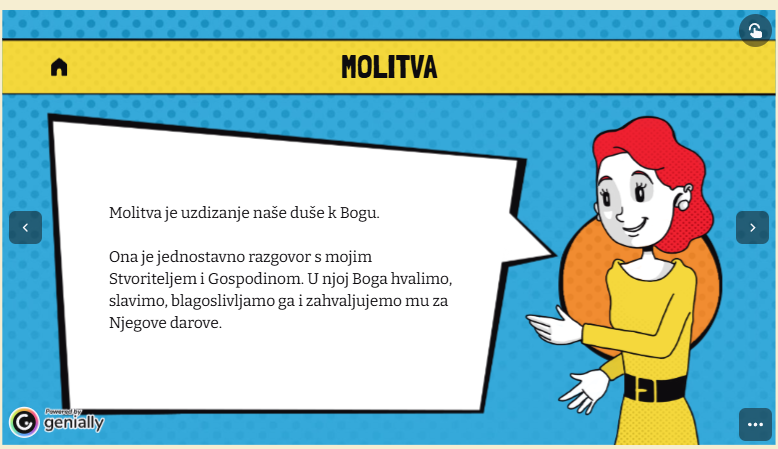 MOLITVA
Molitva je uzdizanje naše duše k Bogu.
Ona je jednostavno razgovor s mojim
Stvoriteljem i Gospodinom. U njoj Boga hvalimo,
slavimo, blagoslivljamo ga i zahvaljujemo mu za
Njegove darove.
Powered by
genially